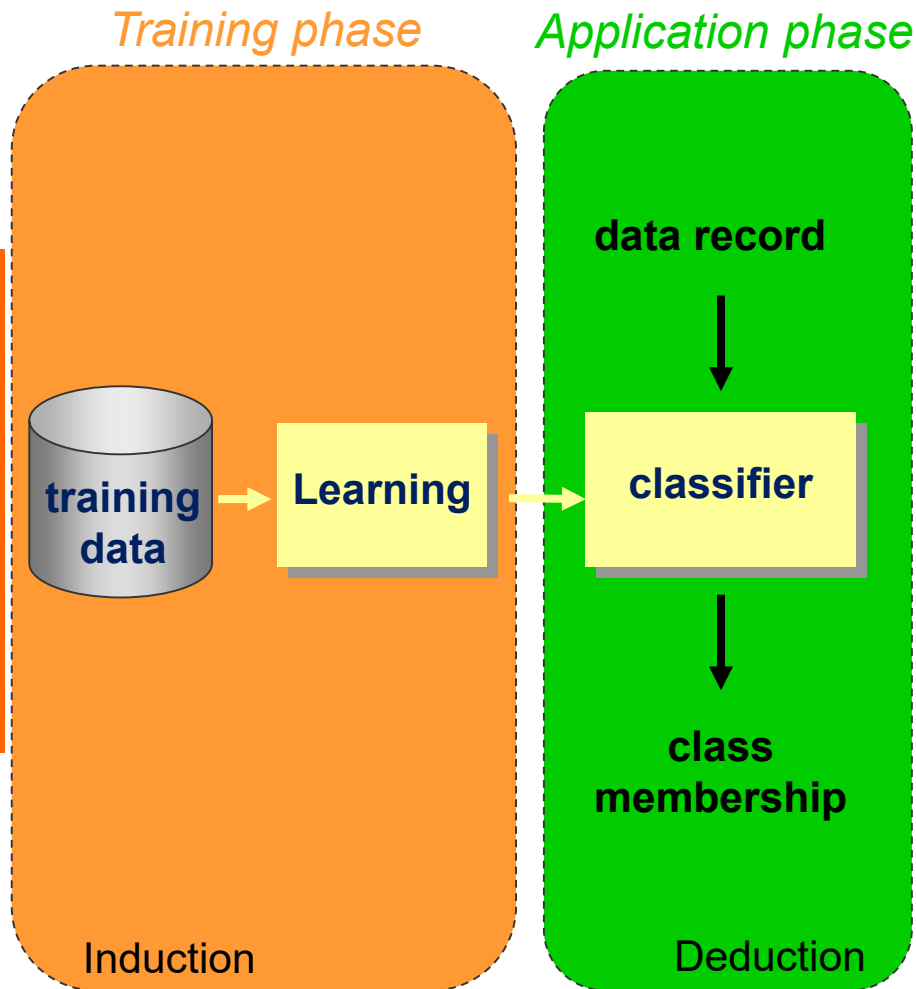 Training phase
Application phase
data record
training
data
Learning
classifier
class
membership
Induction
Deduction